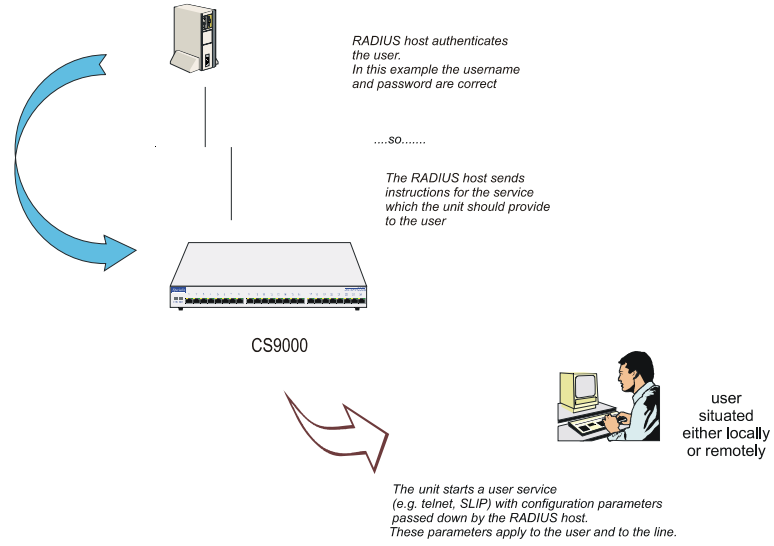 RADIUS host authenticates
the user.
In this example the username
and password are correct
....so.......
The RADIUS host sends
instructions for the service
which the unit should provide
to the user
CS9000
user
situated
either locally
or remotely
The unit starts a user service
(e.g. telnet, SLIP) with configuration parameters
passed down by the RADIUS host.
These parameters apply to the user and to the line.